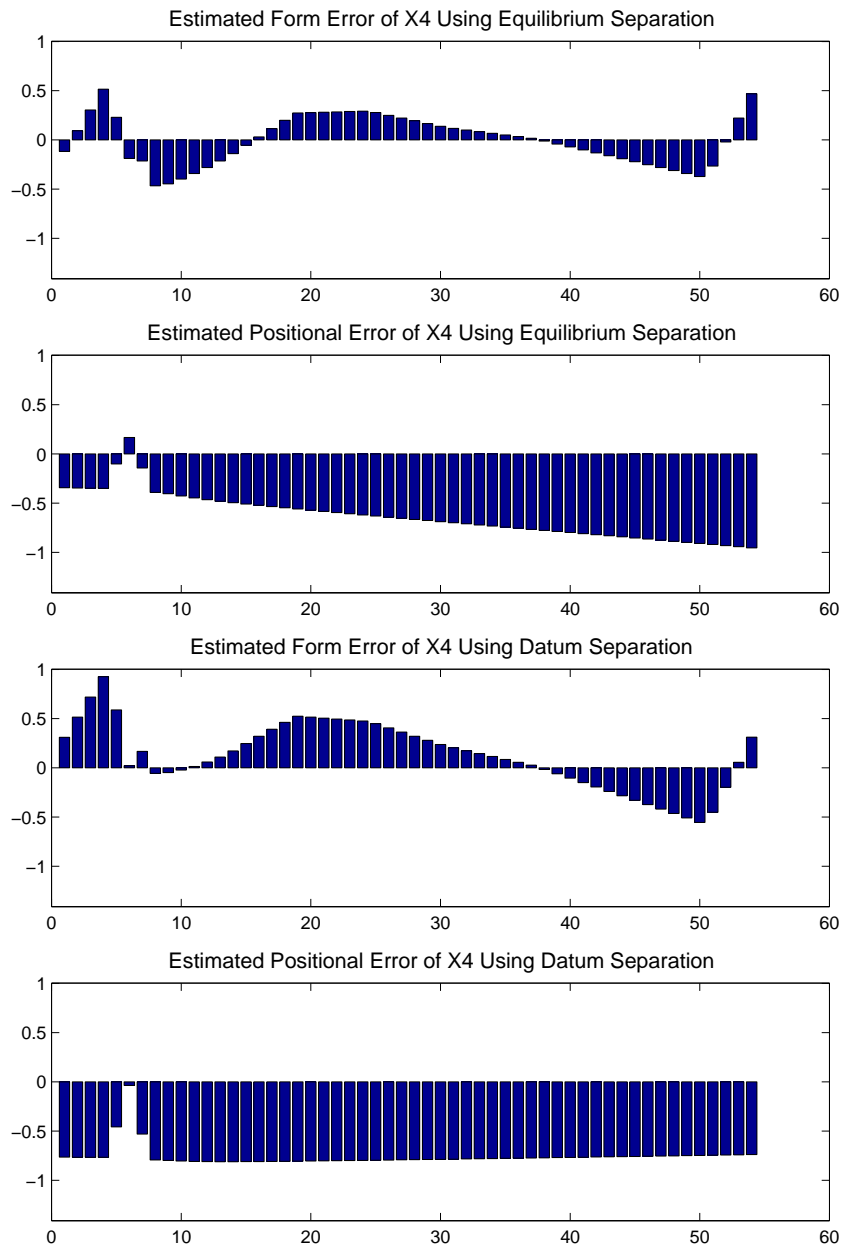 Estimated Form Error of X4 Using Equilibrium Separation
1
0.5
0
−0.5
−1
0 10 20 30 40 50 60
Estimated Positional Error of X4 Using Equilibrium Separation
1
0.5
0
−0.5
−1
0 10 20 30 40 50 60
Estimated Form Error of X4 Using Datum Separation
1
0.5
0
−0.5
−1
0 10 20 30 40 50 60
Estimated Positional Error of X4 Using Datum Separation
1
0.5
0
−0.5
−1
0 10 20 30 40 50 60